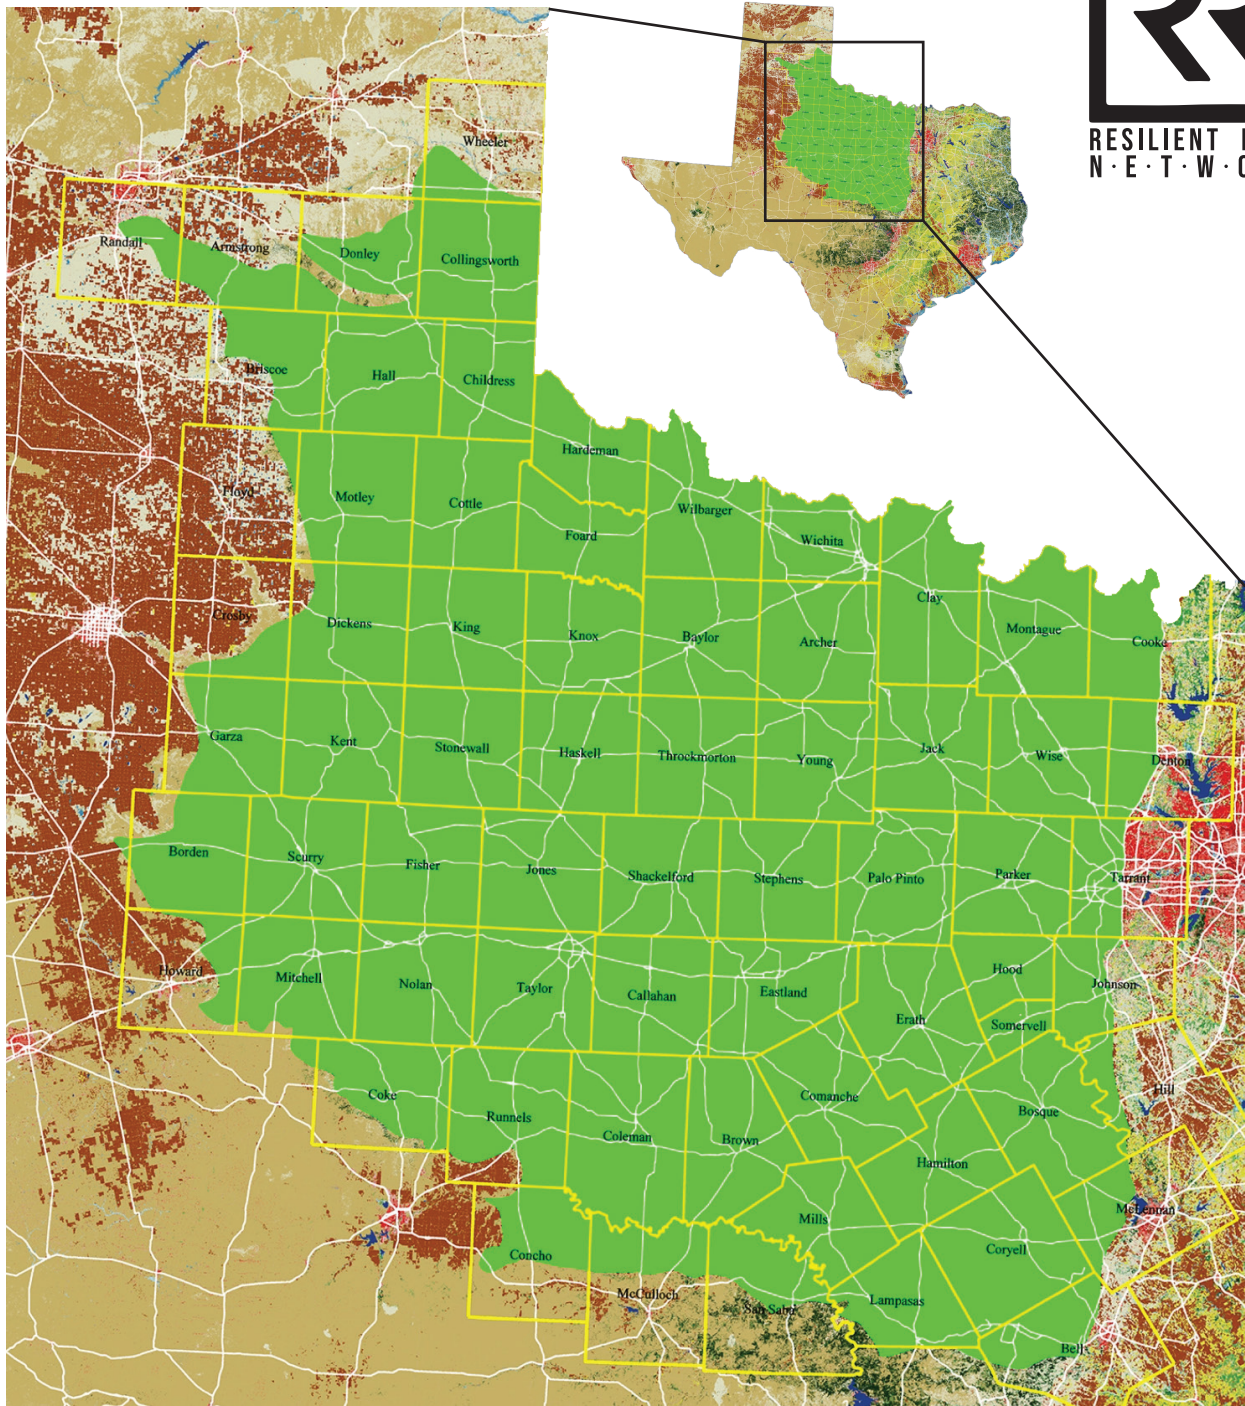 RESILIENT
N·E·T·W·O
Wheeler
Randall
Armstrong
Donley
Collingsworth
Briscoe
Hall
Childress
Hardeman
Floyd
Motley
Cottle
Foard
Wilbarger
Wichita
Crosby
Dickens
King
Knox
Baylor
Archer
Clay
Montague
Cooke
Garza
Kent
Stonewall
Haskell
Throckmorton
Young
Jack
Wise
Denton
Borden
Scurry
Fisher
Jones
Shackelford
Stephens
Palo Pinto
Parker
Tarrant
Howard
Mitchell
Nolan
Taylor
Callahan
Eastland
Hood
Johnson
Erath
Somervell
Coke
Runnels
Coleman
Brown
Comanche
Bosque
Hill
Hamilton
Mills
McLennan
Concho
Coryell
McCulloch
San Saba
Lampasas
Bell